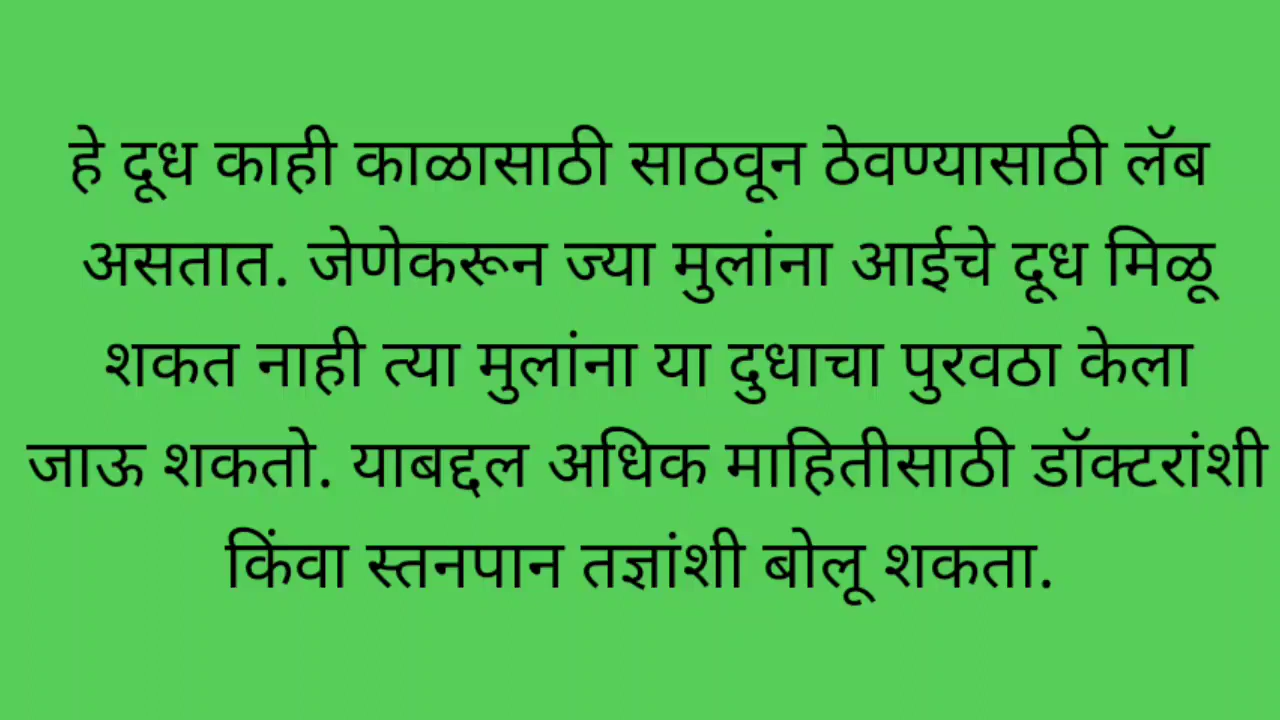 हे दूध काही काळासाठी साठवून ठेवण्यासाठी लॅब
असतात. जेणेकरून ज्या मुलांना आईचे दूध मिळू
शकत नाही त्या मुलांना या दुधाचा पुरवठा केला
जाऊ शकतो. याबद्दल अधिक माहितीसाठी डॉक्टरांशी
किंवा स्तनपान तज्ञांशी बोलू शकता.